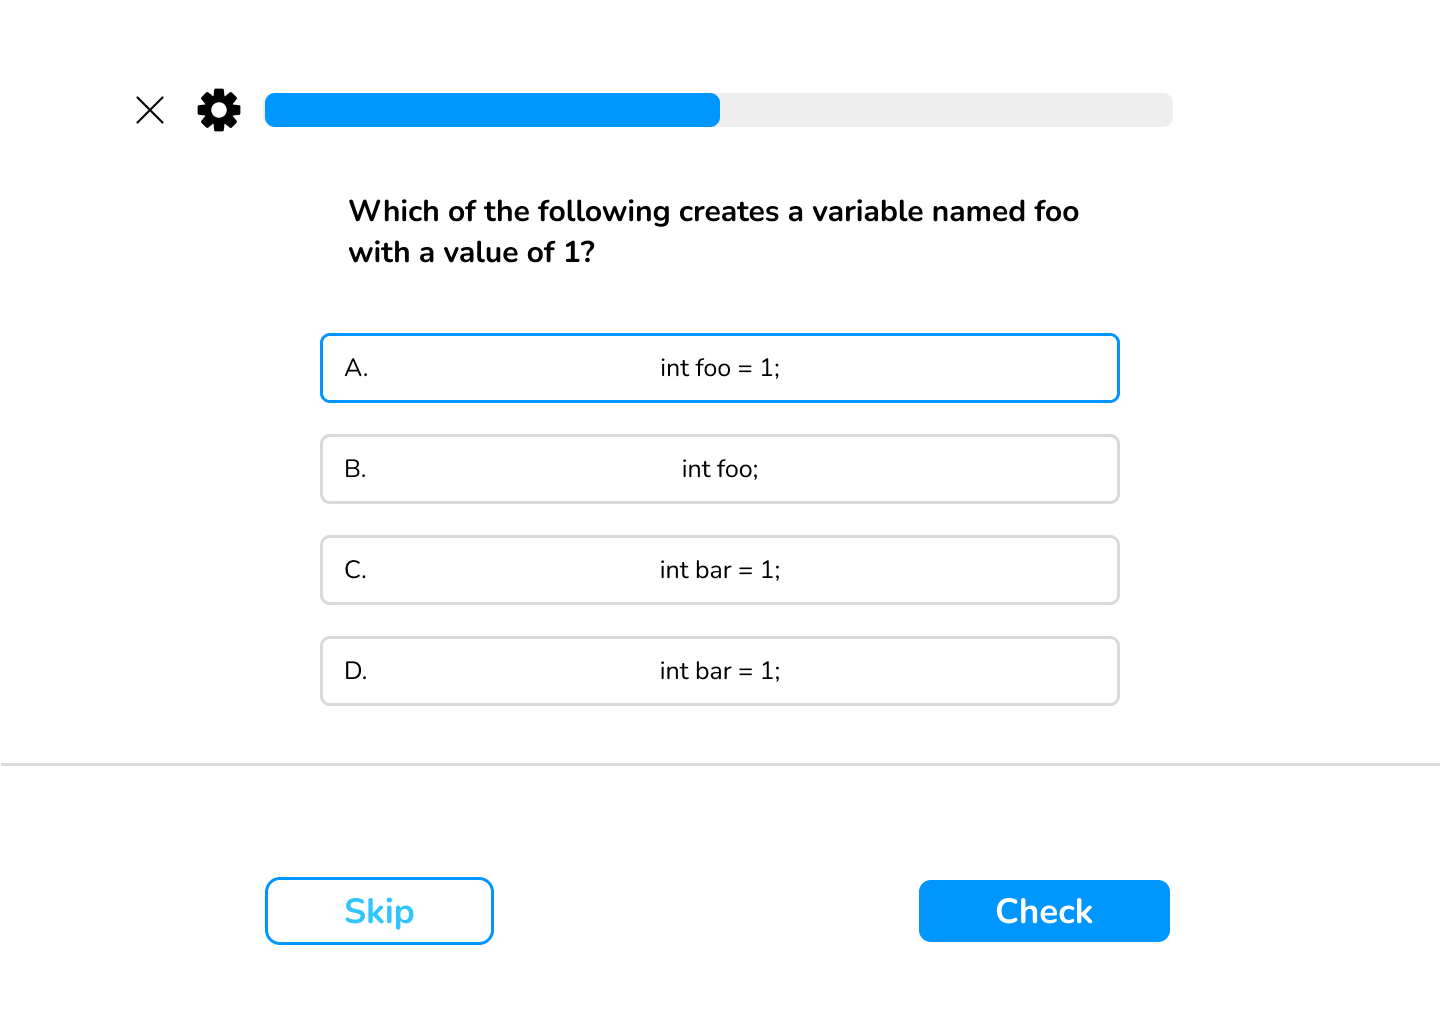 Which of the following creates a variable named foo
with a value of 1?
A. int foo = 1;
B. int foo;
C. int bar = 1;
D. int bar = 1;
Skip Check